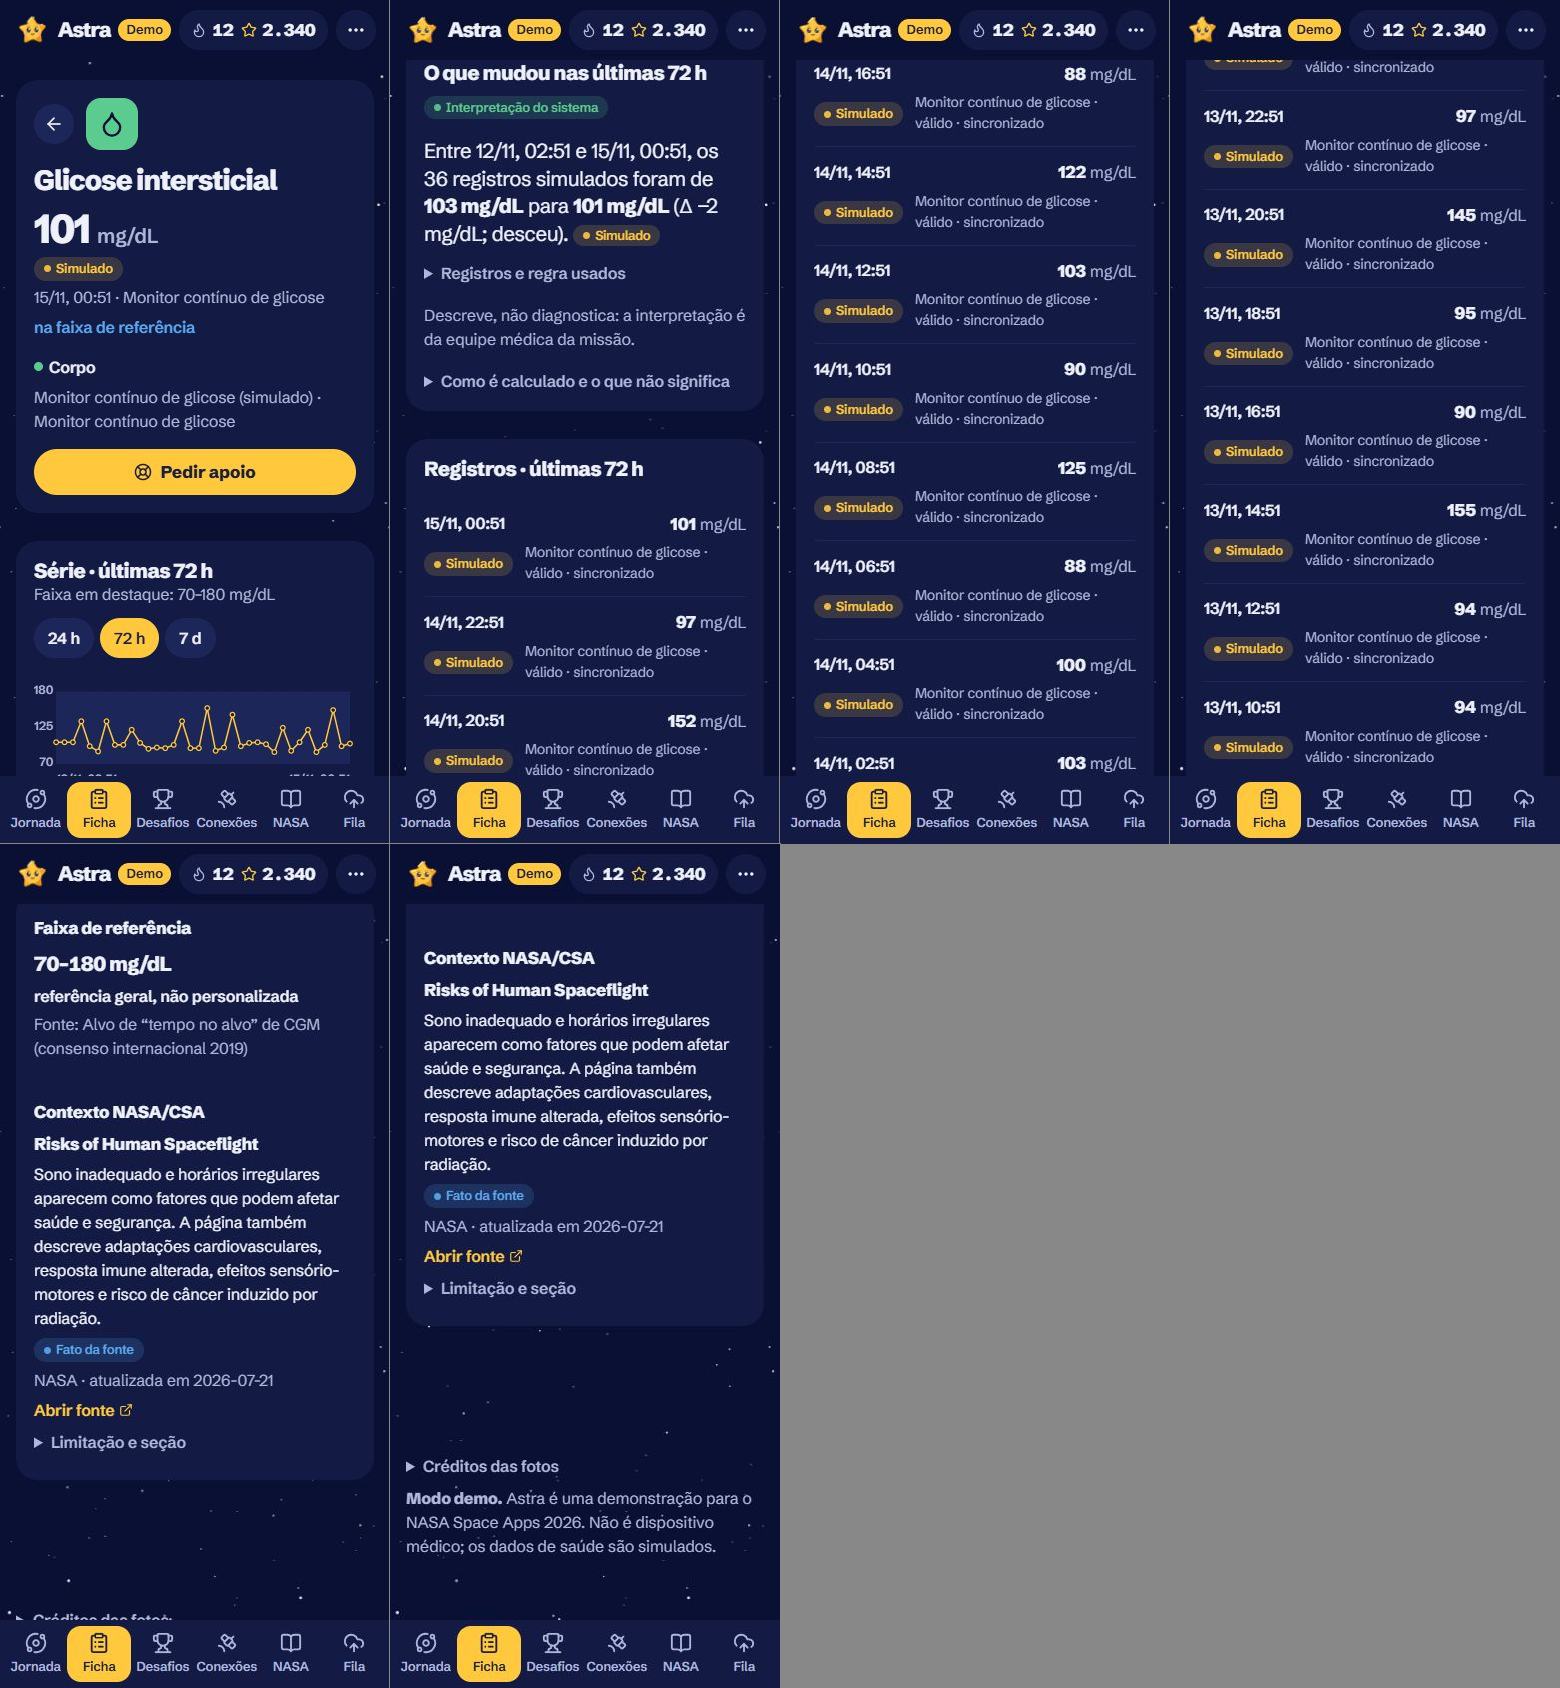 Astra Demo 12 2.340
Glicose intersticial
101 mg/dL
Simulado
15/11, 00:51 · Monitor contínuo de glicose
na faixa de referência
Corpo
Monitor contínuo de glicose (simulado) ·
Monitor contínuo de glicose
Pedir apoio
Série · últimas 72 h
Faixa em destaque: 70-180 mg/dL
24 h 72 h 7 d
180
125
70
Jornada Ficha Desafios Conexões NASA Fila
Astra Demo 12 2.340
O que mudou nas últimas 72 h
Interpretação do sistema
Entre 12/11, 02:51 e 15/11, 00:51, os
36 registros simulados foram de
103 mg/dL para 101 mg/dL (Δ −2
mg/dL; desceu). Simulado
Registros e regra usados
Descreve, não diagnostica: a interpretação é
da equipe médica da missão.
Como é calculado e o que não significa
Registros · últimas 72 h
15/11, 00:51 101 mg/dL
Simulado Monitor contínuo de glicose ·
válido · sincronizado
14/11, 22:51 97 mg/dL
Simulado Monitor contínuo de glicose ·
válido · sincronizado
14/11, 20:51 152 mg/dL
Simulado Monitor contínuo de glicose ·
válido · sincronizado
Jornada Ficha Desafios Conexões NASA Fila
Astra Demo 12 2.340
14/11, 16:51 88 mg/dL
Simulado Monitor contínuo de glicose ·
válido · sincronizado
14/11, 14:51 122 mg/dL
Simulado Monitor contínuo de glicose ·
válido · sincronizado
14/11, 12:51 103 mg/dL
Simulado Monitor contínuo de glicose ·
válido · sincronizado
14/11, 10:51 90 mg/dL
Simulado Monitor contínuo de glicose ·
válido · sincronizado
14/11, 08:51 125 mg/dL
Simulado Monitor contínuo de glicose ·
válido · sincronizado
14/11, 06:51 88 mg/dL
Simulado Monitor contínuo de glicose ·
válido · sincronizado
14/11, 04:51 100 mg/dL
Simulado Monitor contínuo de glicose ·
válido · sincronizado
14/11, 02:51 103 mg/dL
Jornada Ficha Desafios Conexões NASA Fila
Astra Demo 12 2.340
Simulado válido · sincronizado
13/11, 22:51 97 mg/dL
Simulado Monitor contínuo de glicose ·
válido · sincronizado
13/11, 20:51 145 mg/dL
Simulado Monitor contínuo de glicose ·
válido · sincronizado
13/11, 18:51 95 mg/dL
Simulado Monitor contínuo de glicose ·
válido · sincronizado
13/11, 16:51 90 mg/dL
Simulado Monitor contínuo de glicose ·
válido · sincronizado
13/11, 14:51 155 mg/dL
Simulado Monitor contínuo de glicose ·
válido · sincronizado
13/11, 12:51 94 mg/dL
Simulado Monitor contínuo de glicose ·
válido · sincronizado
13/11, 10:51 94 mg/dL
Simulado Monitor contínuo de glicose ·
válido · sincronizado
Jornada Ficha Desafios Conexões NASA Fila
Astra Demo 12 2.340
Faixa de referência
70-180 mg/dL
referência geral, não personalizada
Fonte: Alvo de “tempo no alvo” de CGM
(consenso internacional 2019)
Contexto NASA/CSA
Risks of Human Spaceflight
Sono inadequado e horários irregulares
aparecem como fatores que podem afetar
saúde e segurança. A página também
descreve adaptações cardiovasculares,
resposta imune alterada, efeitos sensório-
motores e risco de câncer induzido por
radiação.
Fato da fonte
NASA · atualizada em 2026-07-21
Abrir fonte
Limitação e seção
Créditos das fotos
Jornada Ficha Desafios Conexões NASA Fila
Astra Demo 12 2.340
Contexto NASA/CSA
Risks of Human Spaceflight
Sono inadequado e horários irregulares
aparecem como fatores que podem afetar
saúde e segurança. A página também
descreve adaptações cardiovasculares,
resposta imune alterada, efeitos sensório-
motores e risco de câncer induzido por
radiação.
Fato da fonte
NASA · atualizada em 2026-07-21
Abrir fonte
Limitação e seção
Créditos das fotos
Modo demo. Astra é uma demonstração para o
NASA Space Apps 2026. Não é dispositivo
médico; os dados de saúde são simulados.
Jornada Ficha Desafios Conexões NASA Fila